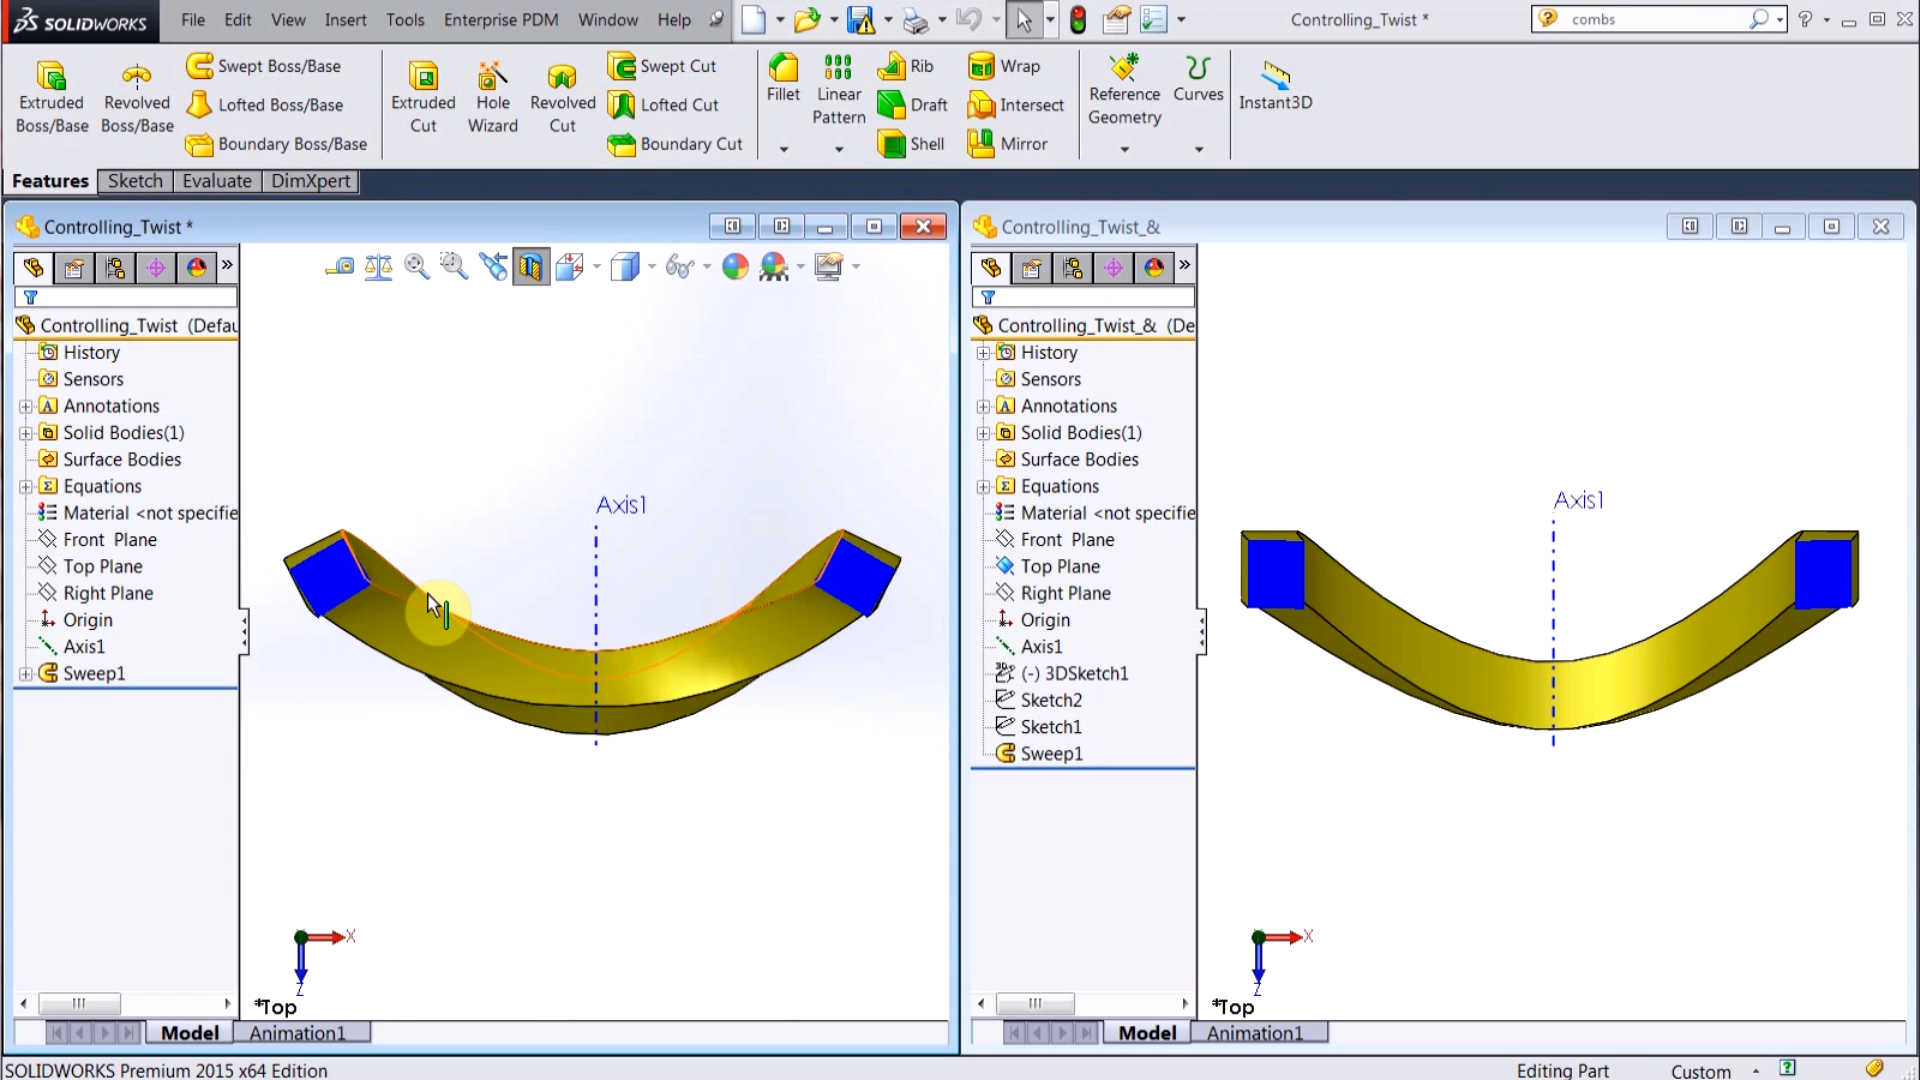 SOLIDWORKS File Edit View Insert Tools Enterprise PDM Window Help Controlling_Twist * combs
Extruded Boss/Base
Revolved Boss/Base
Swept Boss/Base
Lofted Boss/Base
Boundary Boss/Base
Extruded Cut
Hole Wizard
Revolved Cut
Swept Cut
Lofted Cut
Boundary Cut
Fillet
Linear Pattern
Rib
Draft
Shell
Wrap
Intersect
Mirror
Reference Geometry
Curves
Instant3D
Features Sketch Evaluate DimXpert
Controlling_Twist *
Controlling_Twist (Defau
History
Sensors
Annotations
Solid Bodies(1)
Surface Bodies
Equations
Material <not specifie
Front Plane
Top Plane
Right Plane
Origin
Axis1
Sweep1
Axis1
X
Z
*Top
Model Animation1
Controlling_Twist_&
Controlling_Twist_& (De
History
Sensors
Annotations
Solid Bodies(1)
Surface Bodies
Equations
Material <not specifie
Front Plane
Top Plane
Right Plane
Origin
Axis1
(-) 3DSketch1
Sketch2
Sketch1
Sweep1
Axis1
X
Z
*Top
Model Animation1
SOLIDWORKS Premium 2015 x64 Edition Editing Part Custom